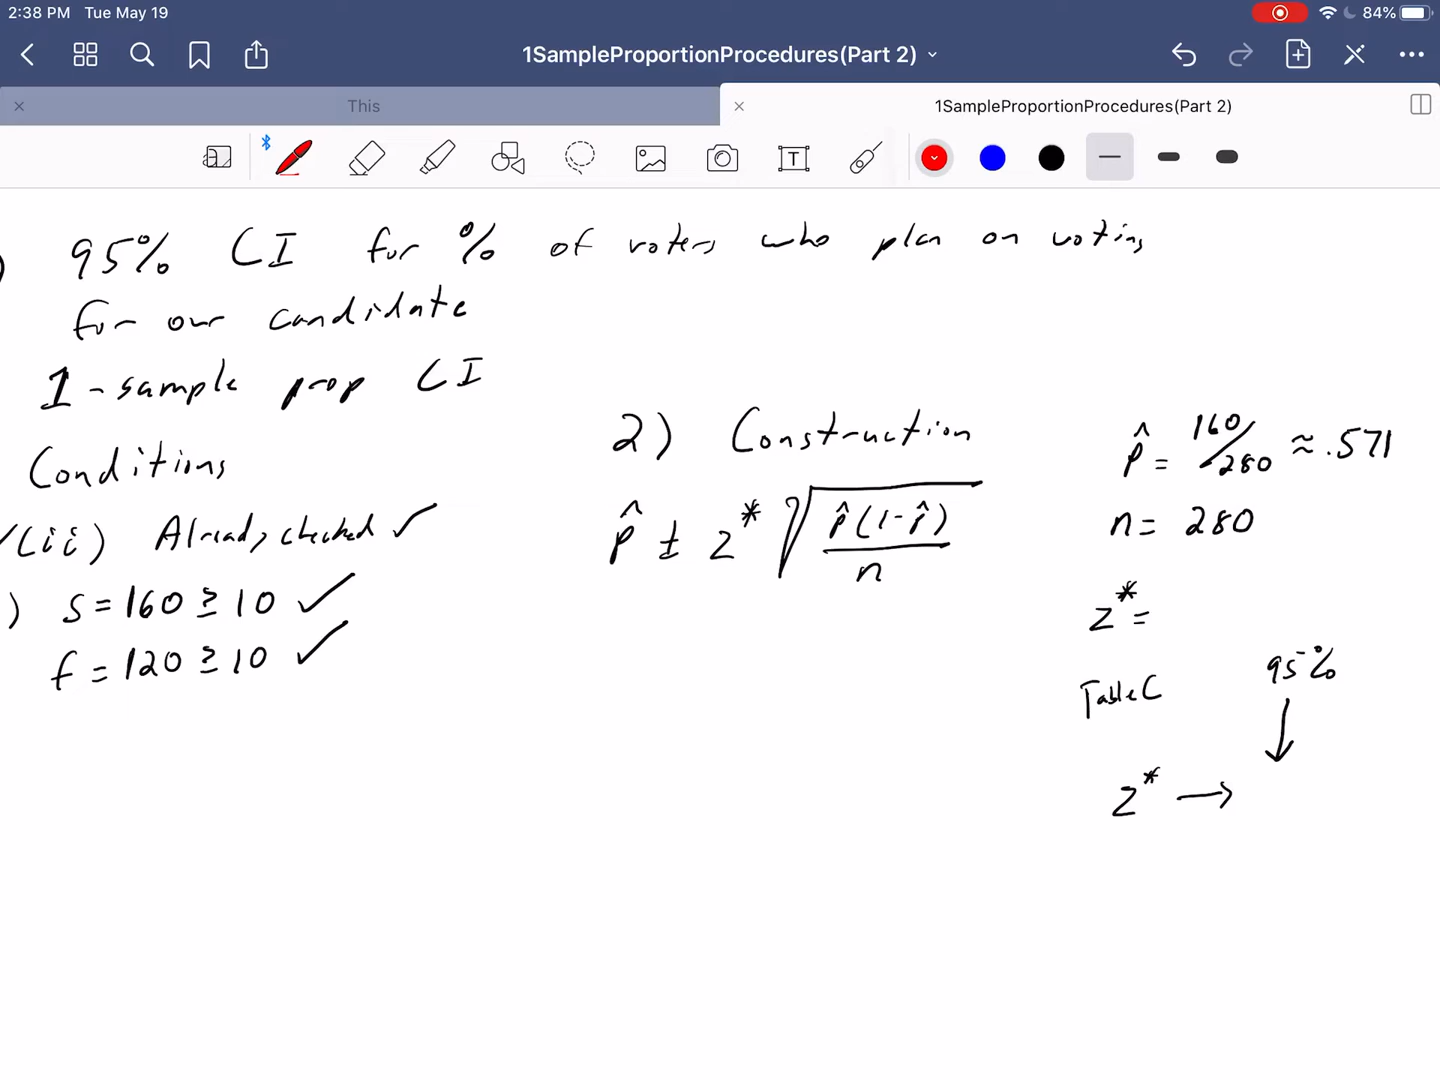 2:38 PM Tue May 19
84%
1SampleProportionProcedures(Part 2)
This
1SampleProportionProcedures(Part 2)
T
) 95% CI for % of voters who plan on voting
for our candidate
1-sample prop CI
Conditions
/(ii) Already checked ✓
) S = 160 ≥ 10 ✓
f = 120 ≥ 10 ✓
2) Construction
p̂ ± z* √(p̂(1-p̂)/n)
p̂ = 160/280 ≈ .571
n = 280
z* =
Table C 95%
↓
z* →